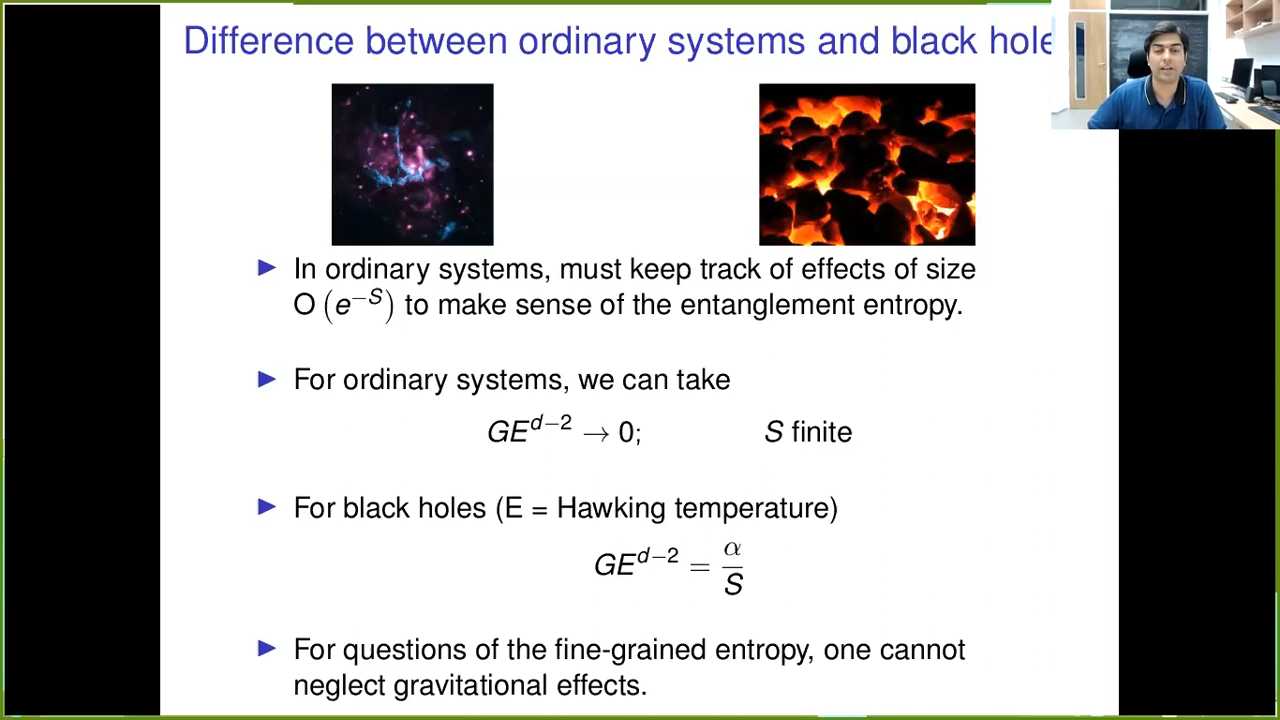 Difference between ordinary systems and black hole
▶ In ordinary systems, must keep track of effects of size
O (e^{−S}) to make sense of the entanglement entropy.
▶ For ordinary systems, we can take
GE^{d−2} → 0; S finite
▶ For black holes (E = Hawking temperature)
GE^{d−2} = α/S
▶ For questions of the fine-grained entropy, one cannot
neglect gravitational effects.